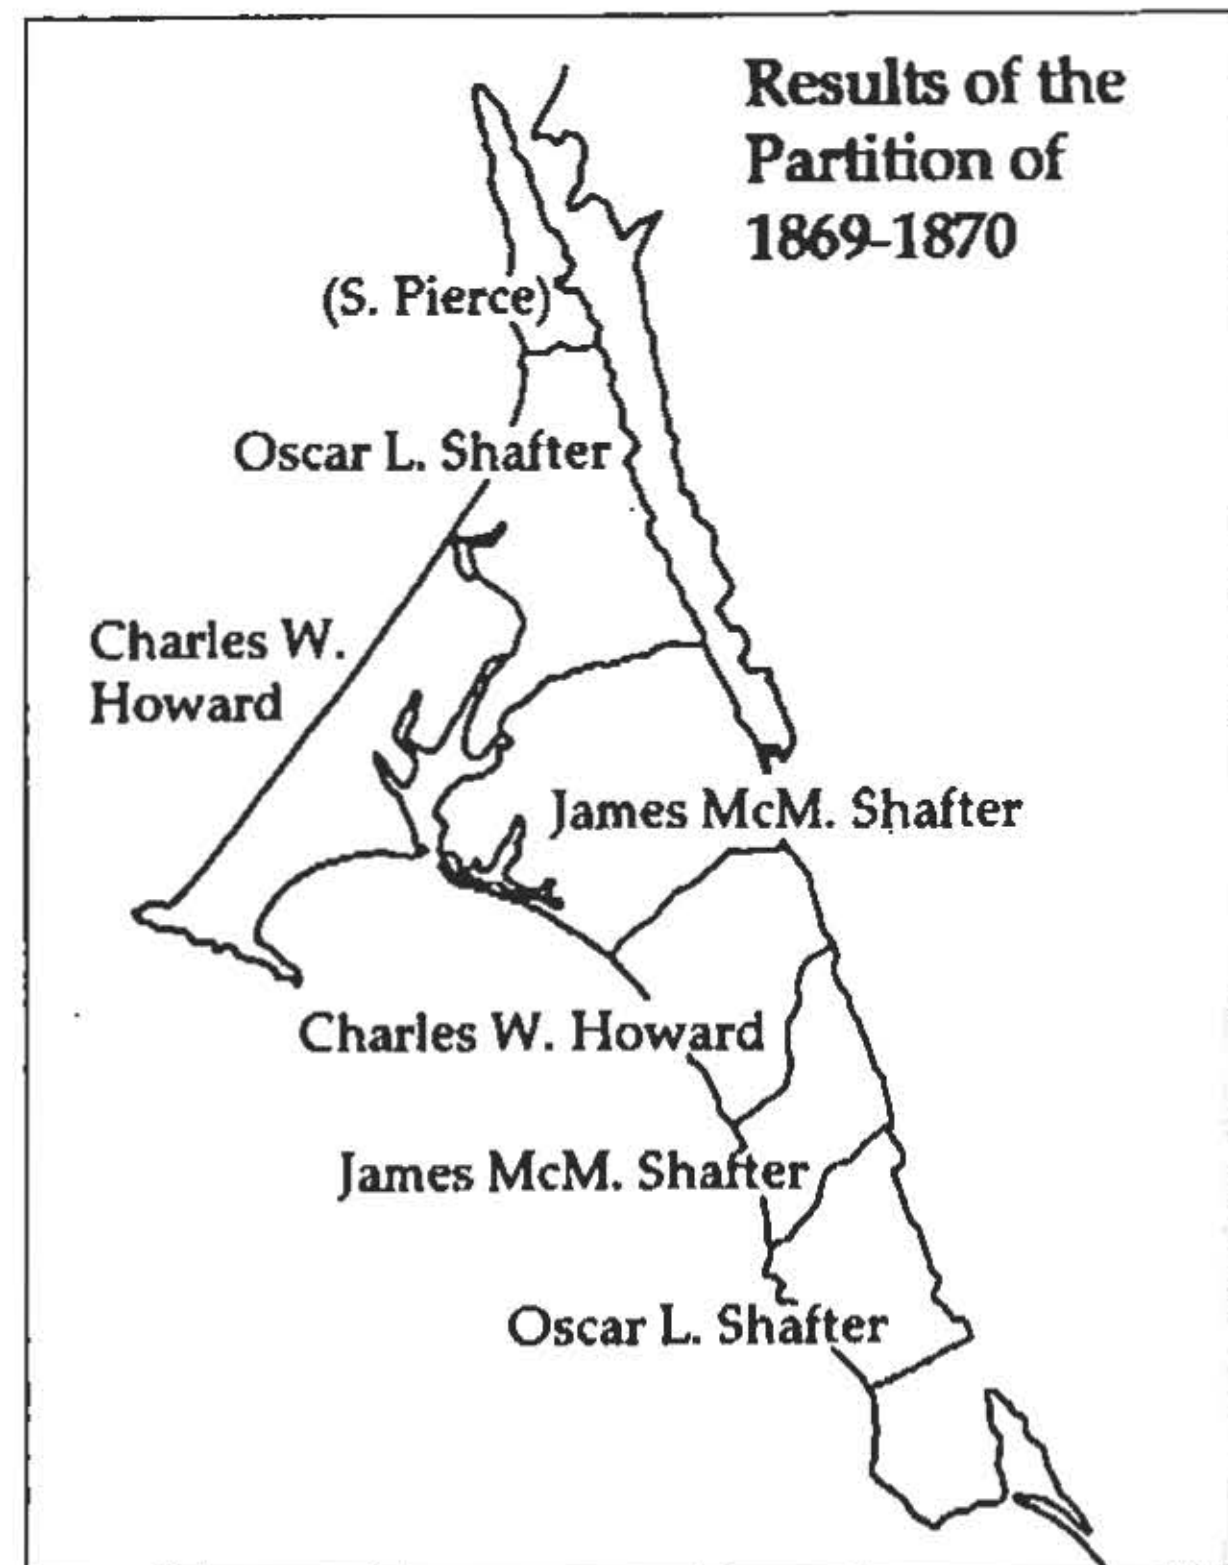 Results of the
Partition of
1869-1870
(S. Pierce)
Oscar L. Shafter
Charles W.
Howard
James McM. Shafter
Charles W. Howard
James McM. Shafter
Oscar L. Shafter